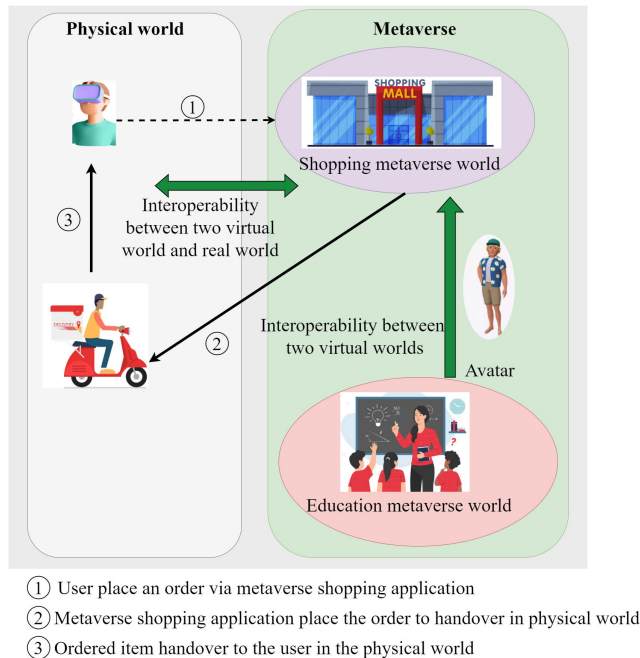 Physical world
Metaverse
SHOPPING
MALL
①
Shopping metaverse world
③
Interoperability
between two virtual
world and real world
DELIVERY
②
Interoperability between
two virtual worlds
Avatar
?
Education metaverse world
① User place an order via metaverse shopping application
② Metaverse shopping application place the order to handover in physical world
③ Ordered item handover to the user in the physical world